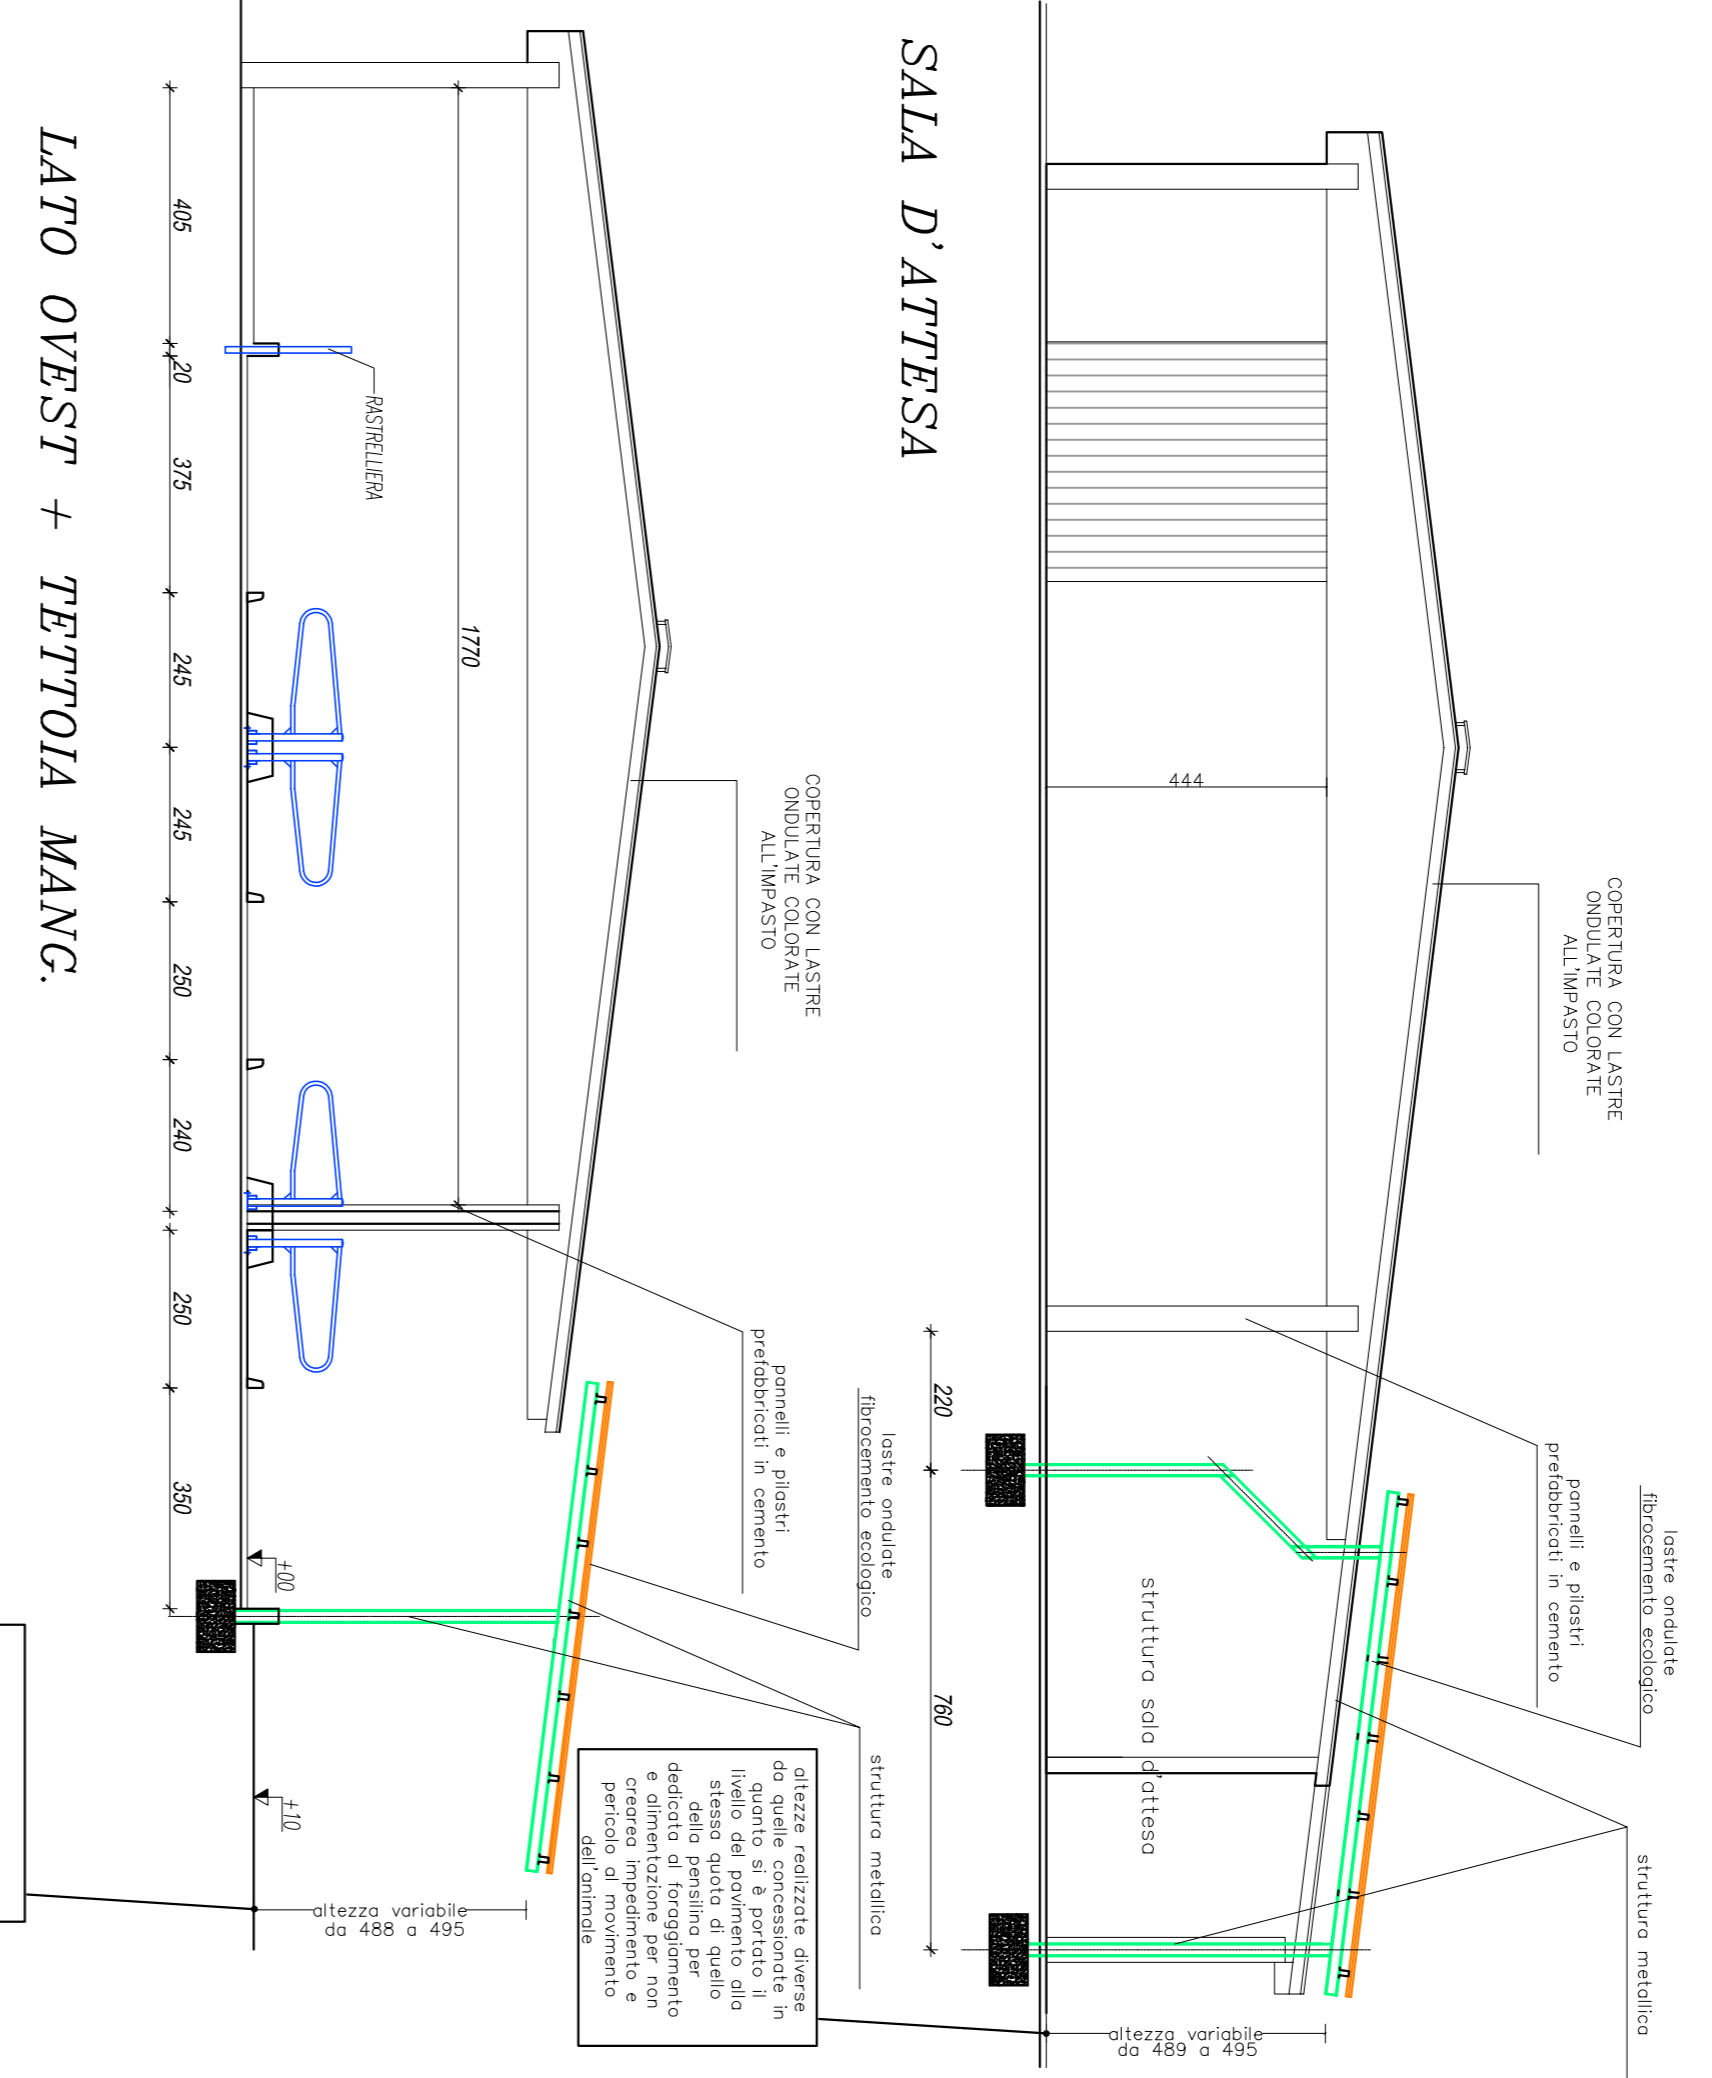 COPERTURA CON LASTRE
ONDULATE COLORATE
ALL'IMPASTO
lastre ondulate
fibrocemento ecologico
pannelli e pilastri
prefabbricati in cemento
struttura metallica
444
struttura sala d'attesa
altezza variabile
da 489 a 495
220
760
SALA D'ATTESA
COPERTURA CON LASTRE
ONDULATE COLORATE
ALL'IMPASTO
lastre ondulate
fibrocemento ecologico
pannelli e pilastri
prefabbricati in cemento
struttura metallica
altezze realizzate diverse
da quelle concessionate in
quanto si è portato il
livello del pavimento alla
stessa quota di quello
della pensilina per
dedicata al foraggiamento
e alimentazione per non
crearea impedimento e
pericolo al movimento
dell'animale
1770
RASTRELLIERA
altezza variabile
da 488 a 495
+00
+10
405
20
375
245
245
250
240
250
350
LATO OVEST + TETTOIA MANG.